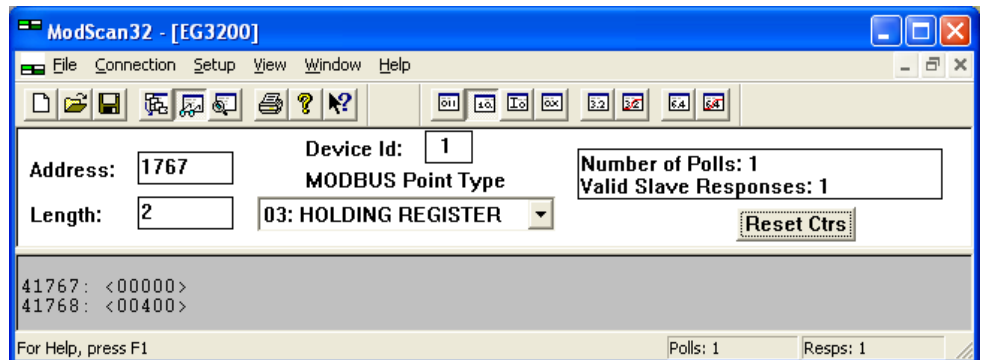 ModScan32 - [EG3200]
File Connection Setup View Window Help
Address: 1767
Device Id: 1
MODBUS Point Type
Length: 2
03: HOLDING REGISTER
Number of Polls: 1
Valid Slave Responses: 1
Reset Ctrs
41767: <00000>
41768: <00400>
For Help, press F1
Polls: 1
Resps: 1